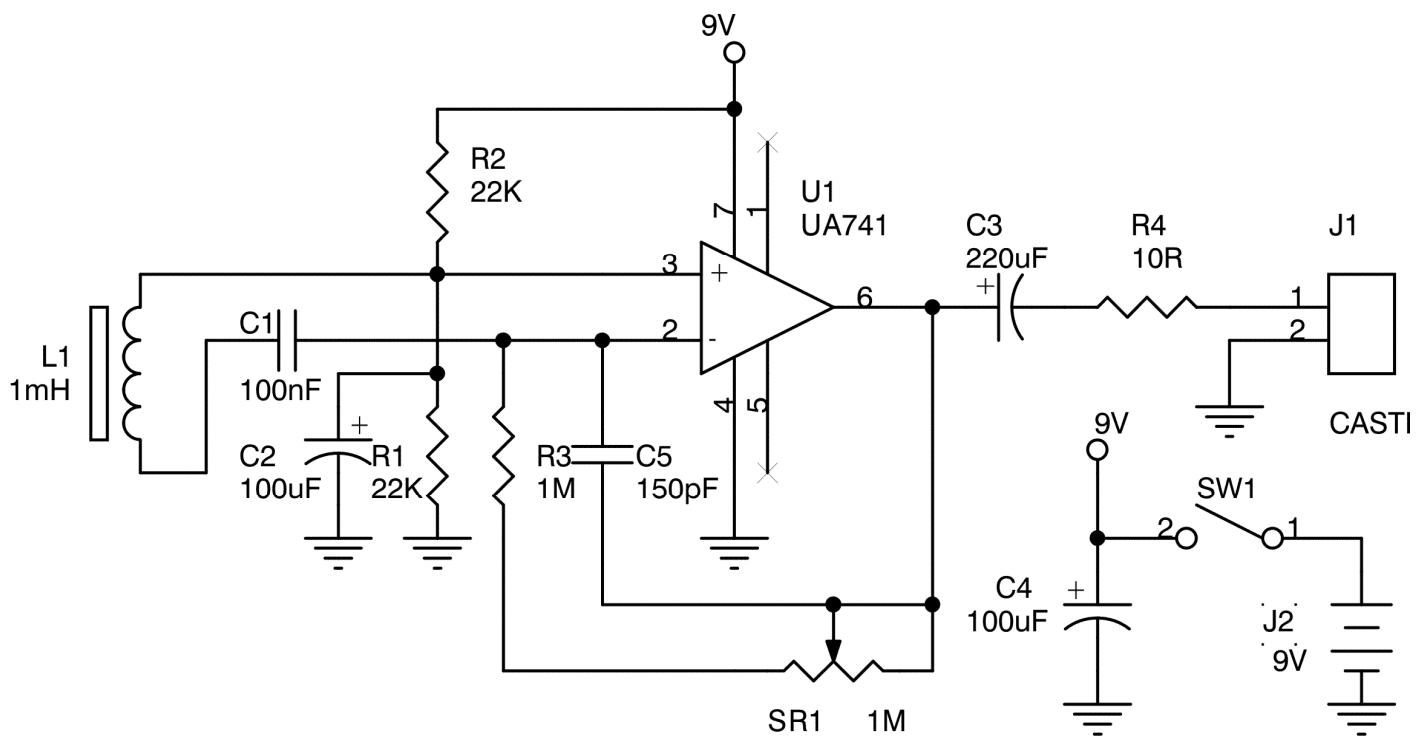 9V
R2
22K
7
1
U1
UA741
C3
220uF
+
R4
10R
J1
3
+
6
1
C1
2
-
2
L1
1mH
100nF
4
5
9V
CASTI
+
C2
100uF
R1
22K
R3
1M
C5
150pF
SW1
2
1
C4
100uF
+
J2
9V
SR1 1M